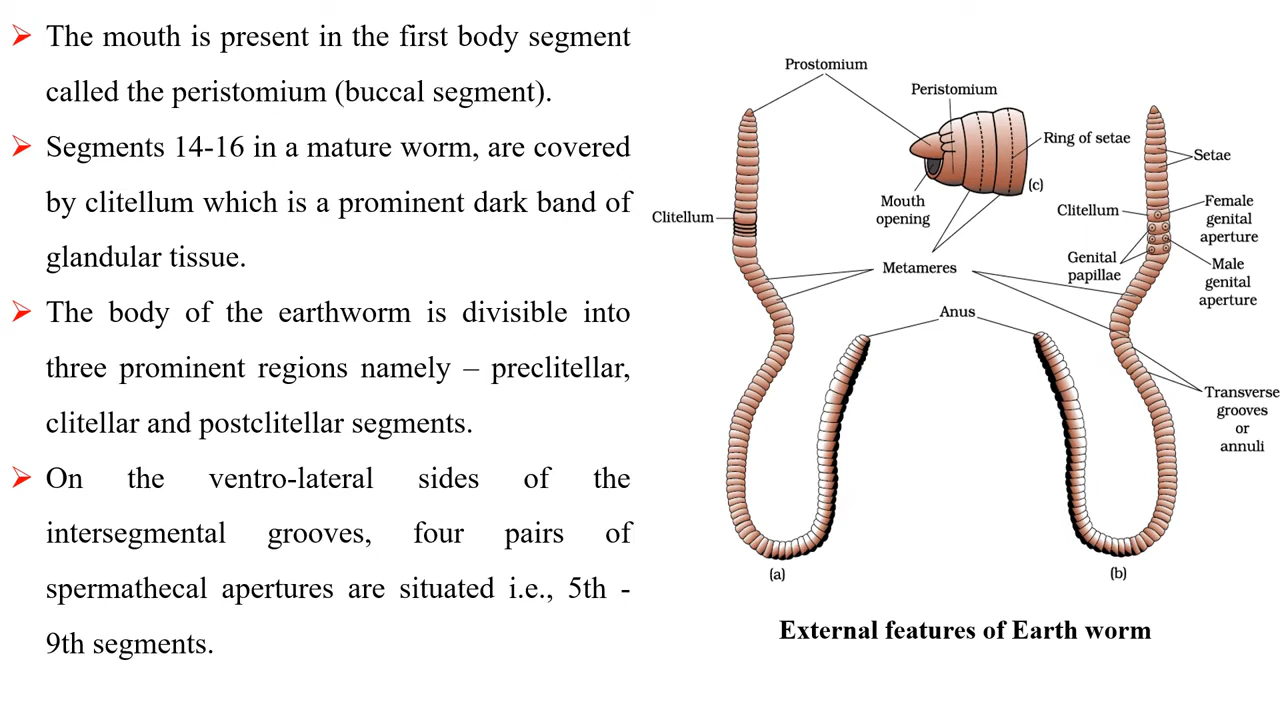 The mouth is present in the first body segment
called the peristomium (buccal segment).
Segments 14-16 in a mature worm, are covered
by clitellum which is a prominent dark band of
glandular tissue.
The body of the earthworm is divisible into
three prominent regions namely – preclitellar,
clitellar and postclitellar segments.
On the ventro-lateral sides of the
intersegmental grooves, four pairs of
spermathecal apertures are situated i.e., 5th -
9th segments.
Prostomium
Peristomium
Ring of setae
(c)
Mouth
opening
Setae
Clitellum
Clitellum
Female
genital
aperture
Genital
papillae
Male
genital
aperture
Metameres
Anus
Transverse
grooves
or
annuli
(a)
(b)
External features of Earth worm